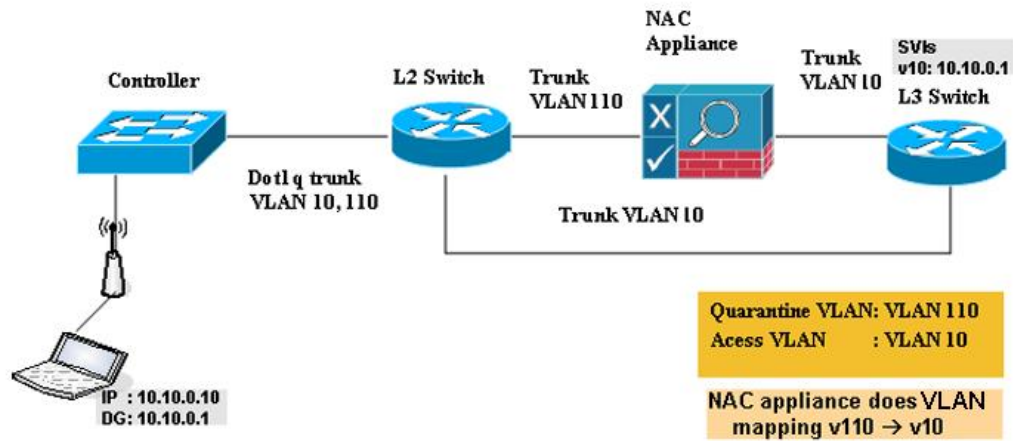 NAC
Appliance
SVIs
v10: 10.10.0.1
L3 Switch
Controller
L2 Switch
Trunk
VLAN 110
Trunk
VLAN 10
Dot1q trunk
VLAN 10, 110
Trunk VLAN 10
IP : 10.10.0.10
DG: 10.10.0.1
Quarantine VLAN: VLAN 110
Acess VLAN : VLAN 10
NAC appliance does VLAN
mapping v110 → v10